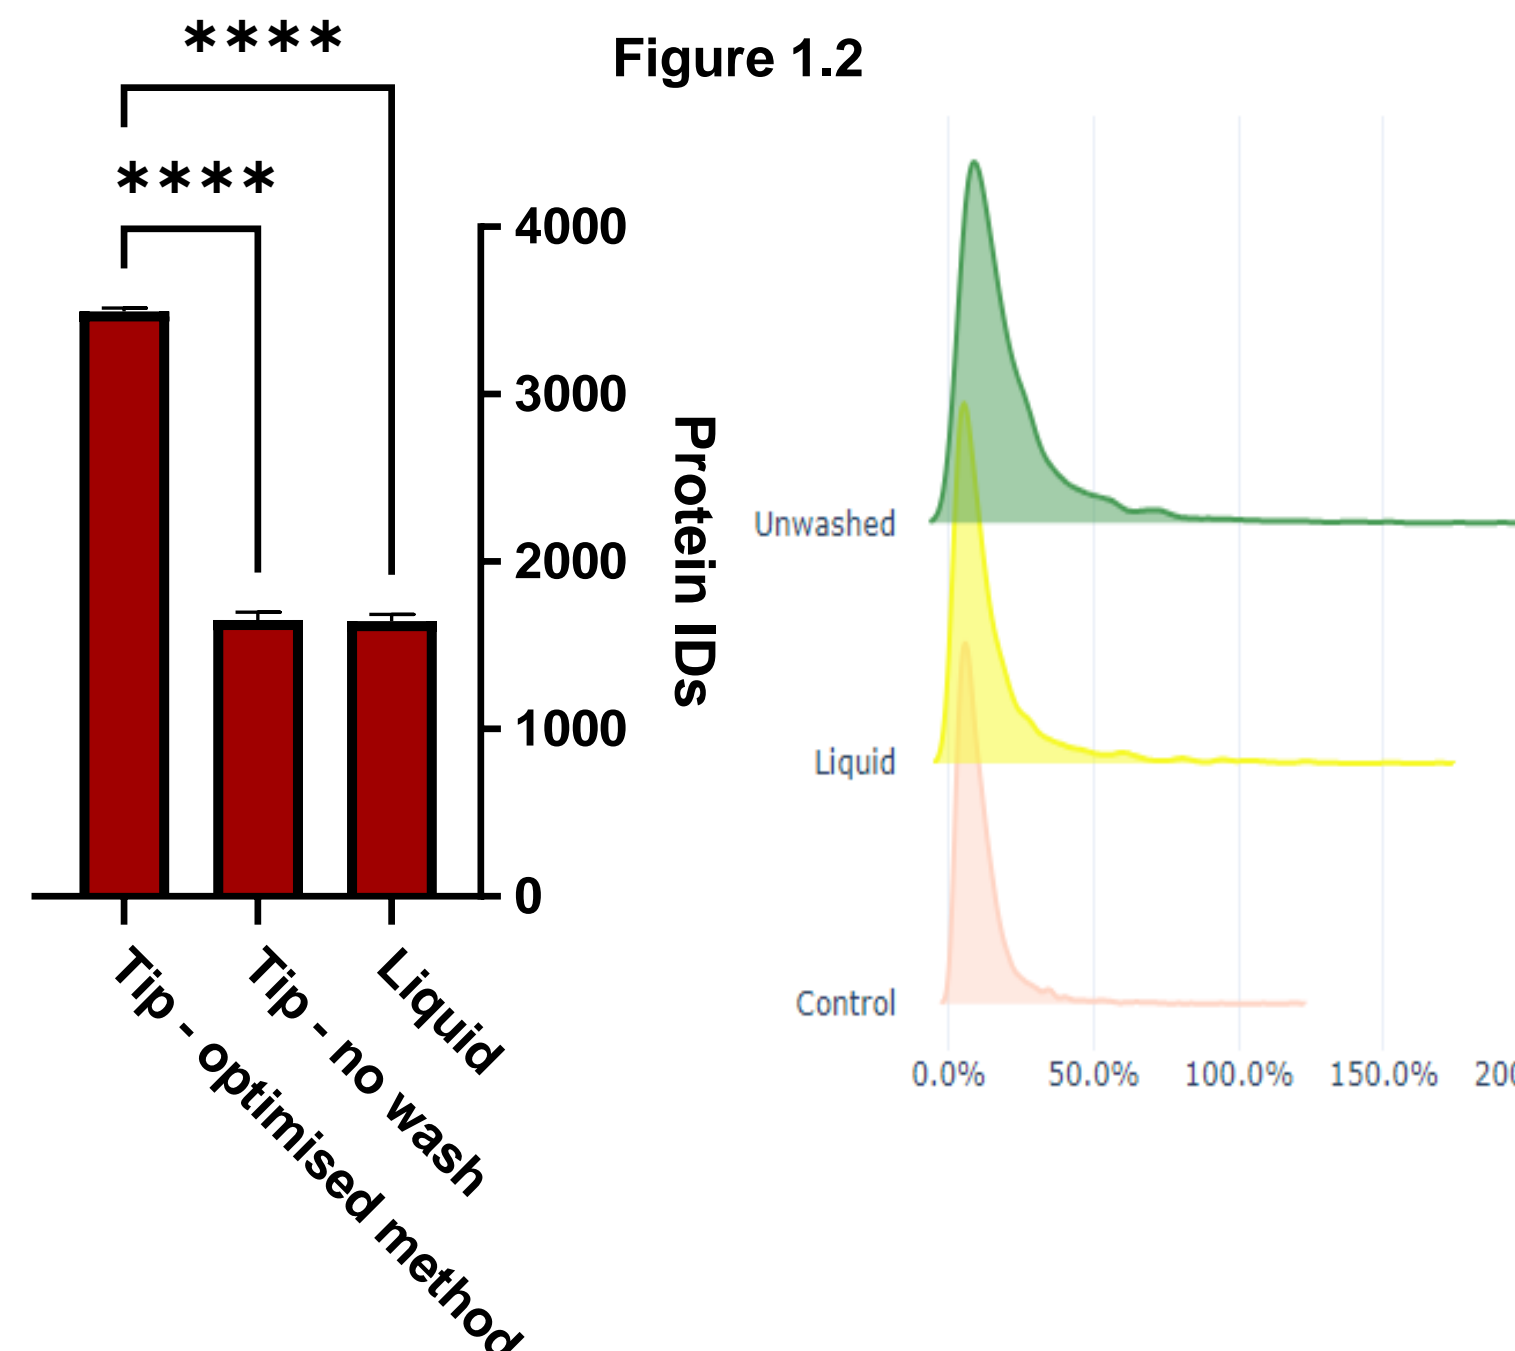 ****
Figure 1.2
****
4000
3000
2000
1000
0
Protein IDs
Tip - optimised method
Tip - no wash
Liquid
Unwashed
Liquid
Control
0.0%
50.0%
100.0%
150.0%
200